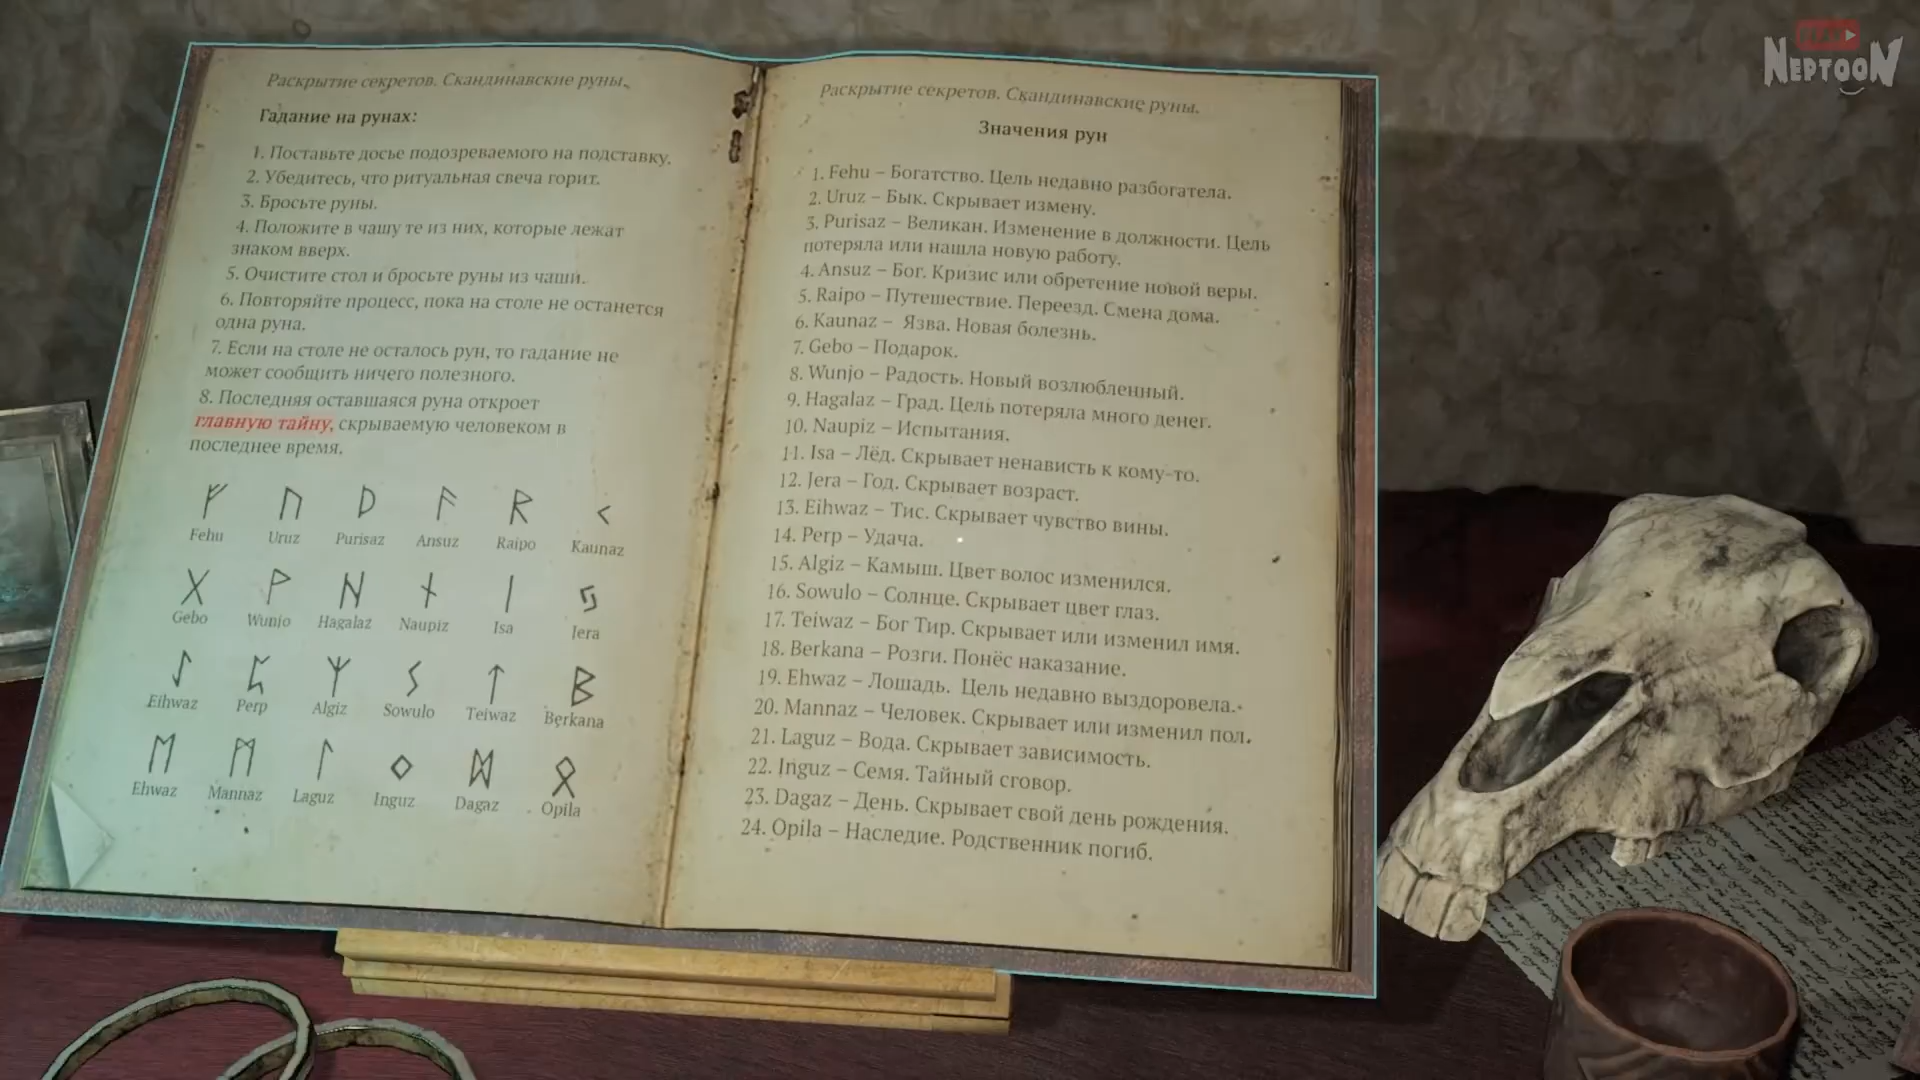 Раскрытие секретов. Скандинавские руны.
Гадание на рунах:
1. Поставьте досье подозреваемого на подставку.
2. Убедитесь, что ритуальная свеча горит.
3. Бросьте руны.
4. Положите в чашу те из них, которые лежат
знаком вверх.
5. Очистите стол и бросьте руны из чаши.
6. Повторяйте процесс, пока на столе не останется
одна руна.
7. Если на столе не осталось рун, то гадание не
может сообщить ничего полезного.
8. Последняя оставшаяся руна откроет
главную тайну, скрываемую человеком в
последнее время.
Fehu Uruz Purisaz Ansuz Raipo Kaunaz
Gebo Wunjo Hagalaz Naupiz Isa Jera
Eihwaz Perp Algiz Sowulo Teiwaz Berkana
Ehwaz Mannaz Laguz Inguz Dagaz Opila
Раскрытие секретов. Скандинавские руны.
Значения рун
1. Fehu – Богатство. Цель недавно разбогатела.
2. Uruz – Бык. Скрывает измену.
3. Purisaz – Великан. Изменение в должности. Цель
потеряла или нашла новую работу.
4. Ansuz – Бог. Кризис или обретение новой веры.
5. Raipo – Путешествие. Переезд. Смена дома.
6. Kaunaz – Язва. Новая болезнь.
7. Gebo – Подарок.
8. Wunjo – Радость. Новый возлюбленный.
9. Hagalaz – Град. Цель потеряла много денег.
10. Naupiz – Испытания.
11. Isa – Лёд. Скрывает ненависть к кому-то.
12. Jera – Год. Скрывает возраст.
13. Eihwaz – Тис. Скрывает чувство вины.
14. Perp – Удача.
15. Algiz – Камыш. Цвет волос изменился.
16. Sowulo – Солнце. Скрывает цвет глаз.
17. Teiwaz – Бог Тир. Скрывает или изменил имя.
18. Berkana – Розги. Понёс наказание.
19. Ehwaz – Лошадь. Цель недавно выздоровела.
20. Mannaz – Человек. Скрывает или изменил пол.
21. Laguz – Вода. Скрывает зависимость.
22. Inguz – Семя. Тайный сговор.
23. Dagaz – День. Скрывает свой день рождения.
24. Opila – Наследие. Родственник погиб.
NEPTOON